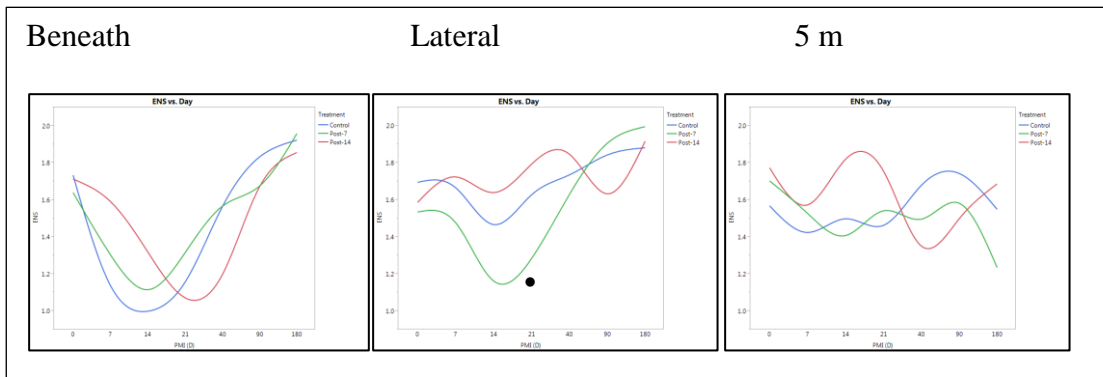 Beneath Lateral 5 m
ENS vs. Day
Treatment
Control
Post-7
Post-14
2.0
1.8
1.6
1.4
1.2
1.0
ENS
0 7 14 21 40 90 180
PMI (D)
ENS vs. Day
Treatment
Control
Post-7
Post-14
2.0
1.8
1.6
1.4
1.2
1.0
ENS
0 7 14 21 40 90 180
PMI (D)
ENS vs. Day
Treatment
Control
Post-7
Post-14
2.0
1.8
1.6
1.4
1.2
1.0
ENS
0 7 14 21 40 90 180
PMI (D)